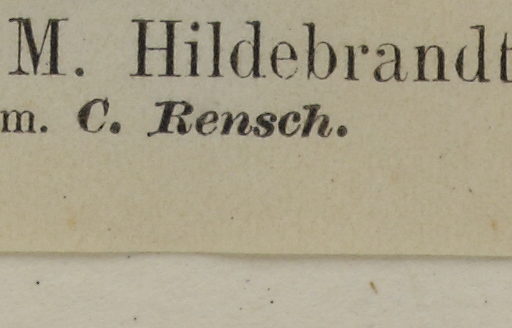 M. Hildebrandt
m. C. Rensch.